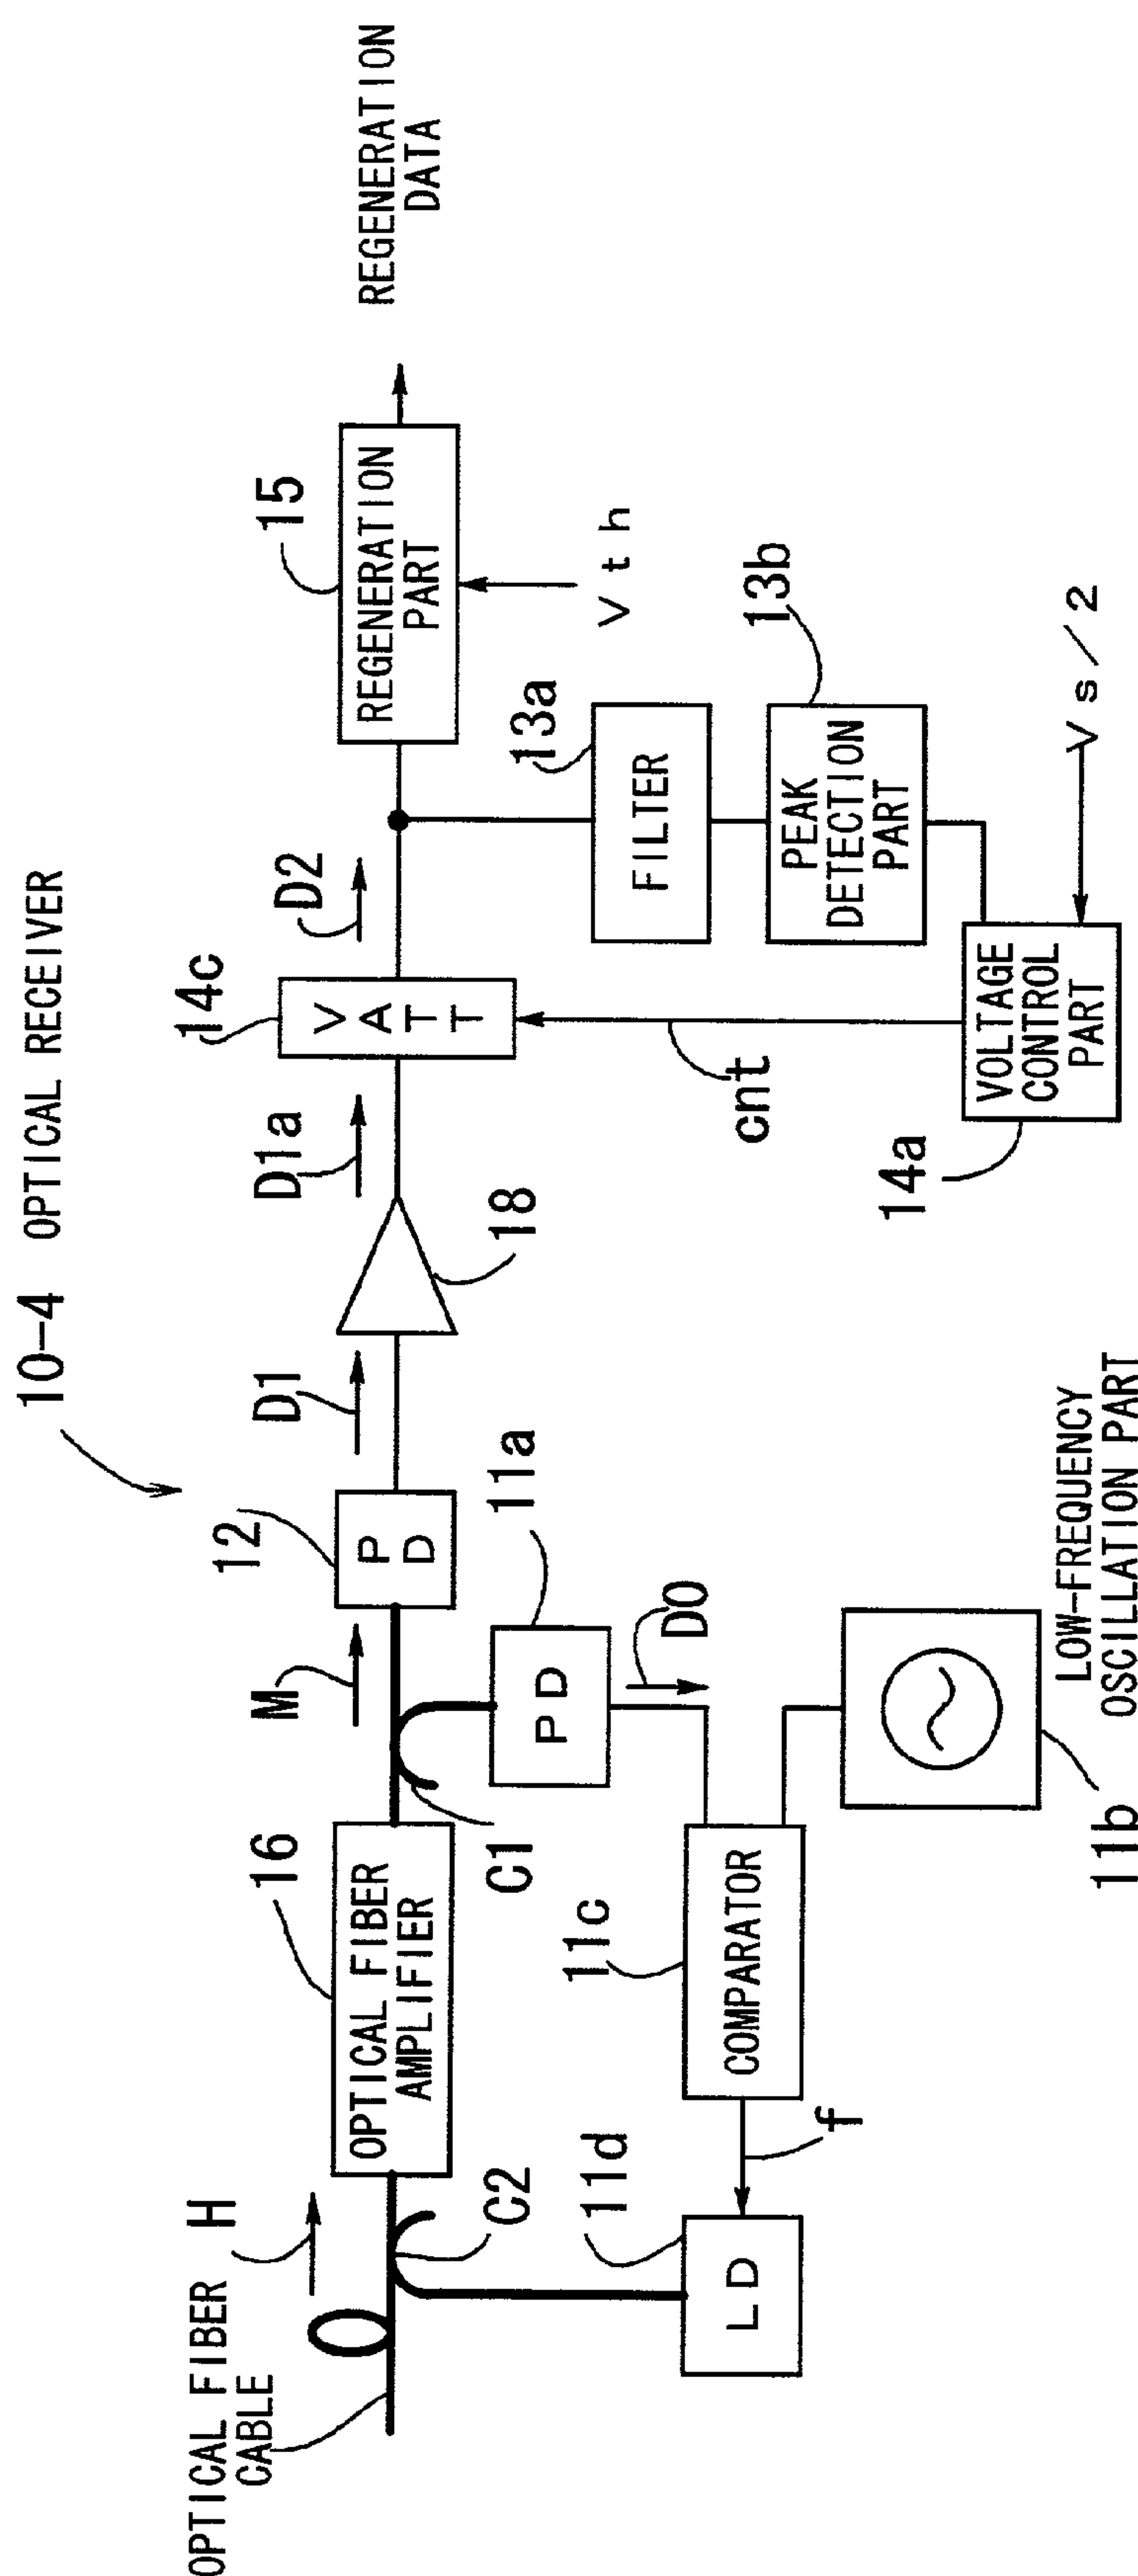 10-4 OPTICAL RECEIVER
OPTICAL FIBER
CABLE
H
C2
16
OPTICAL FIBER
AMPLIFIER
C1
M
12
P
D
D1
18
D1a
14c
V
A
T
T
D2
15
REGENERATION
PART
REGENERATION
DATA
Vth
11d
LD
f
11c
COMPARATOR
11a
PD
D0
11b
LOW-FREQUENCY
OSCILLATION PART
cnt
13a
FILTER
13b
PEAK
DETECTION
PART
14a
VOLTAGE
CONTROL
PART
Vs/2